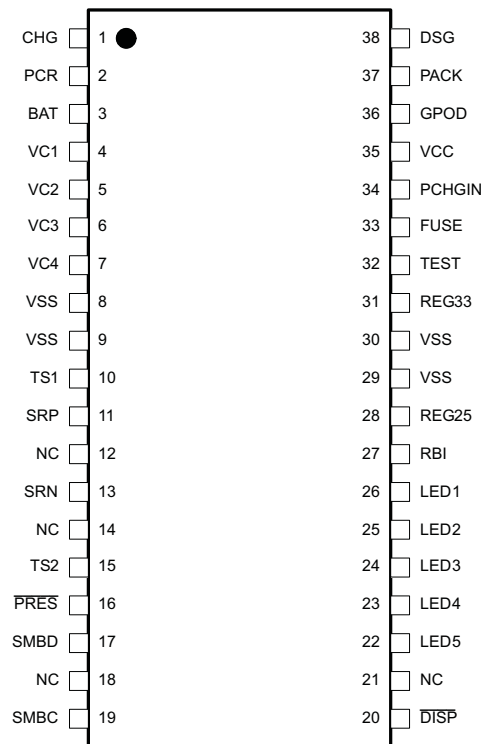 CHG 1 38 DSG
PCR 2 37 PACK
BAT 3 36 GPOD
VC1 4 35 VCC
VC2 5 34 PCHGIN
VC3 6 33 FUSE
VC4 7 32 TEST
VSS 8 31 REG33
VSS 9 30 VSS
TS1 10 29 VSS
SRP 11 28 REG25
NC 12 27 RBI
SRN 13 26 LED1
NC 14 25 LED2
TS2 15 24 LED3
PRES 16 23 LED4
SMBD 17 22 LED5
NC 18 21 NC
SMBC 19 20 DISP